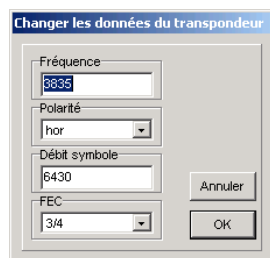 Changer les données du transpondeur
Fréquence
3835
Polarité
hor
Débit symbole
6430
Annuler
FEC
3/4
OK